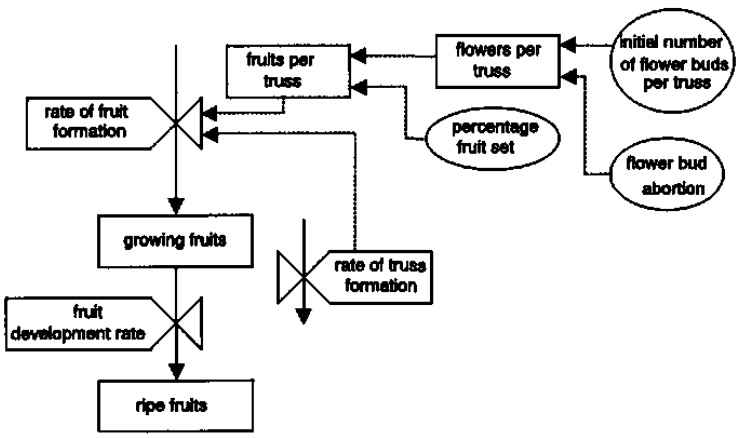 initial number
of flower buds
per truss
flowers per
truss
fruits per
truss
rate of fruit
formation
percentage
fruit set
flower bud
abortion
growing fruits
rate of truss
formation
fruit
development rate
ripe fruits